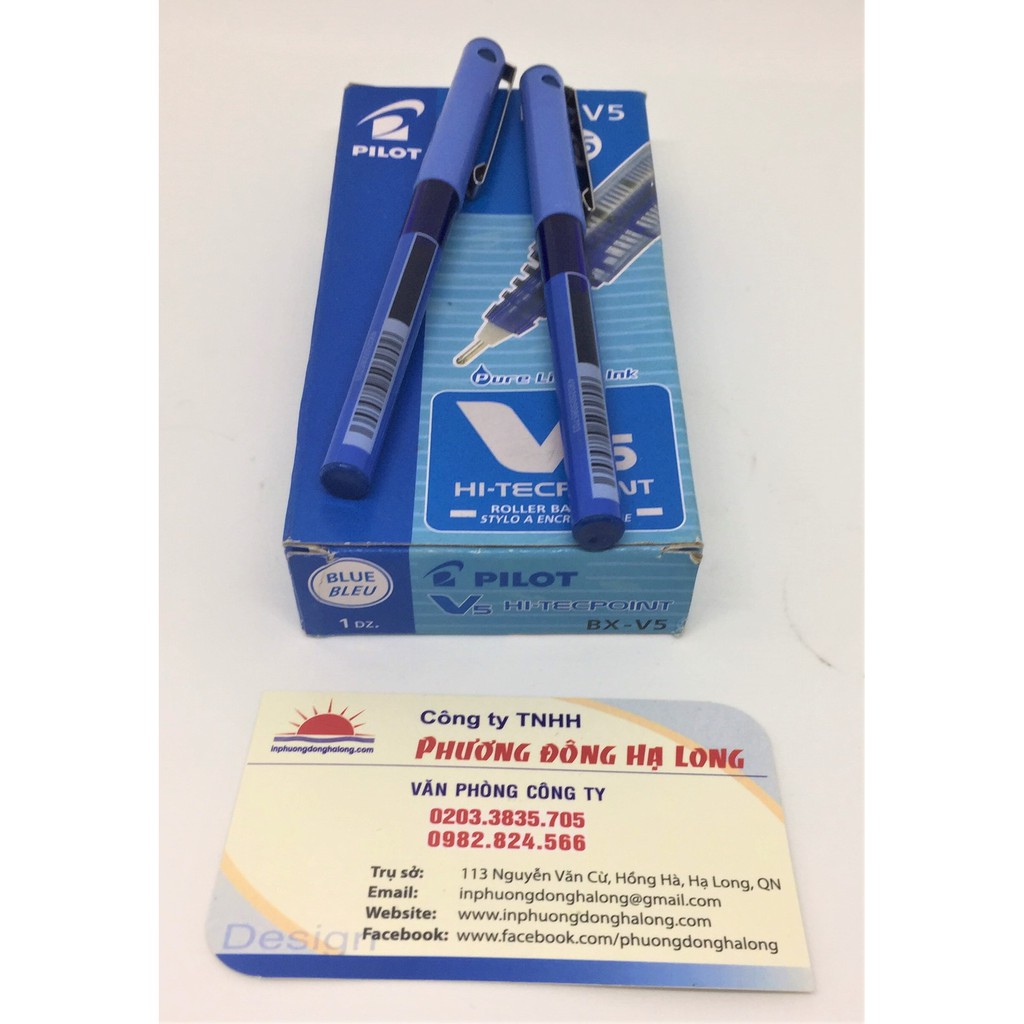 PILOT
V5
Pure Ink
V5
HI-TECPOINT
ROLLER
STYLO A
BLUE
BLEU
1 DZ.
PILOT
V5 HI-TECPOINT
BX-V5
inphuongdonghalong.com
Công ty TNHH
PHƯƠNG ĐÔNG HẠ LONG
VĂN PHÒNG CÔNG TY
0203.3835.705
0982.824.566
Trụ sở: 113 Nguyễn Văn Cừ, Hồng Hà, Hạ Long, QN
Email: inphuongdonghalong@gmail.com
Website: www.inphuongdonghalong.com
Facebook: www.facebook.com/phuongdonghalong
Design